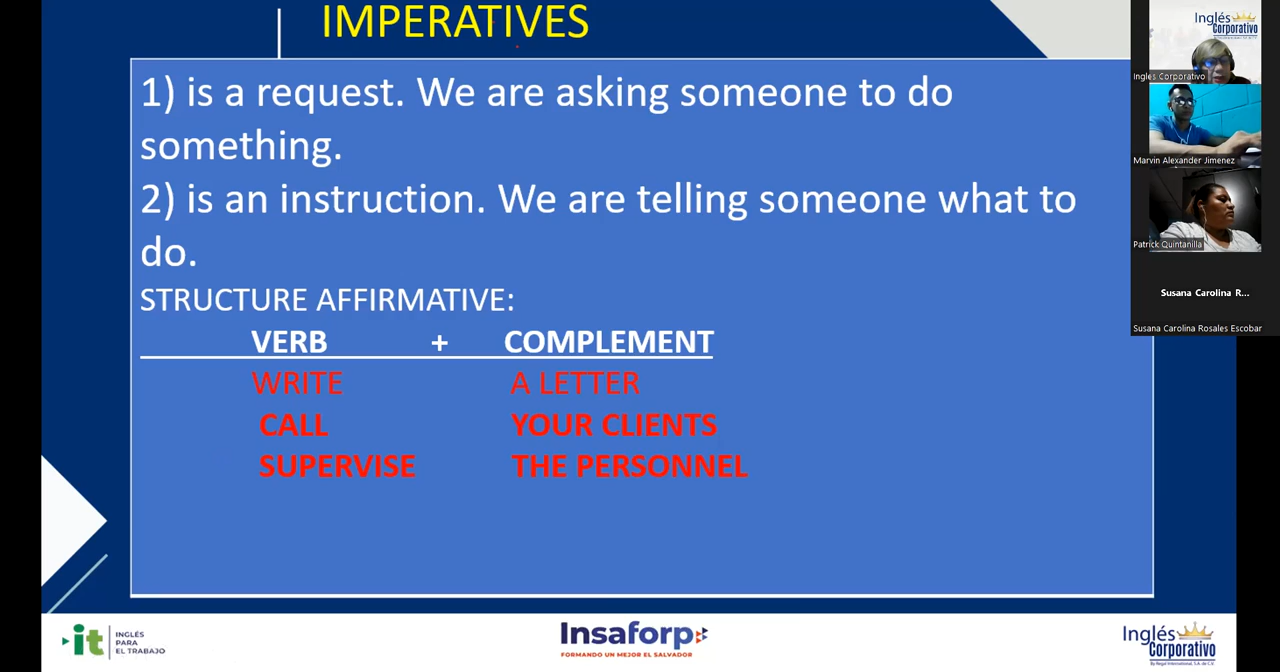 IMPERATIVES
1) is a request. We are asking someone to do
something.
2) is an instruction. We are telling someone what to
do.
STRUCTURE AFFIRMATIVE:
VERB + COMPLEMENT
WRITE A LETTER
CALL YOUR CLIENTS
SUPERVISE THE PERSONNEL
Inglés
Corporativo
Ingles Corporativo
Marvin Alexander Jimenez
Patrick Quintanilla
Susana Carolina R...
Susana Carolina Rosales Escobar
it
INGLÉS
PARA
EL TRABAJO
Insaforp
FORMANDO UN MEJOR EL SALVADOR
Inglés
Corporativo
By Regal International, S.A. de C.V.